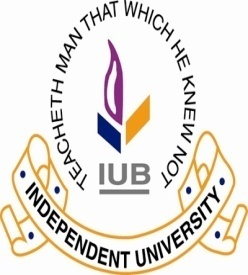 TEACHETH MAN THAT WHICH HE KNEW NOT
IUB
INDEPENDENT UNIVERSITY